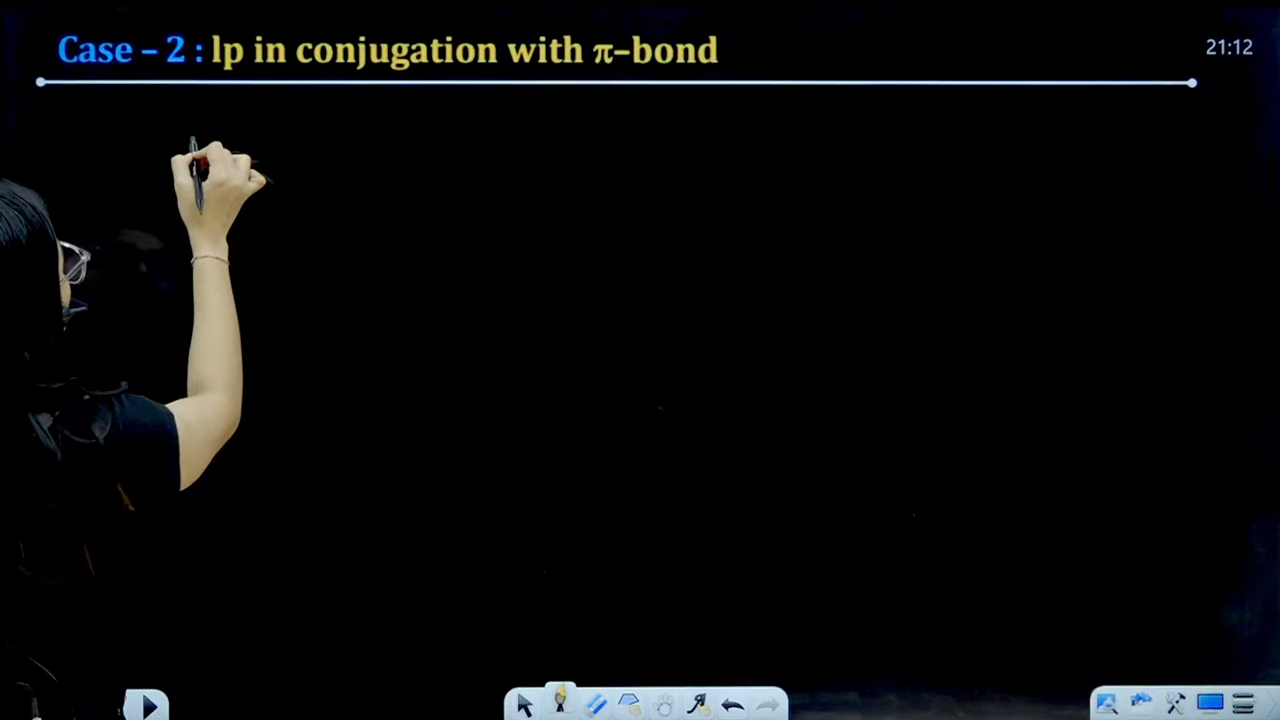 Case – 2 : lp in conjugation with π–bond
21:12